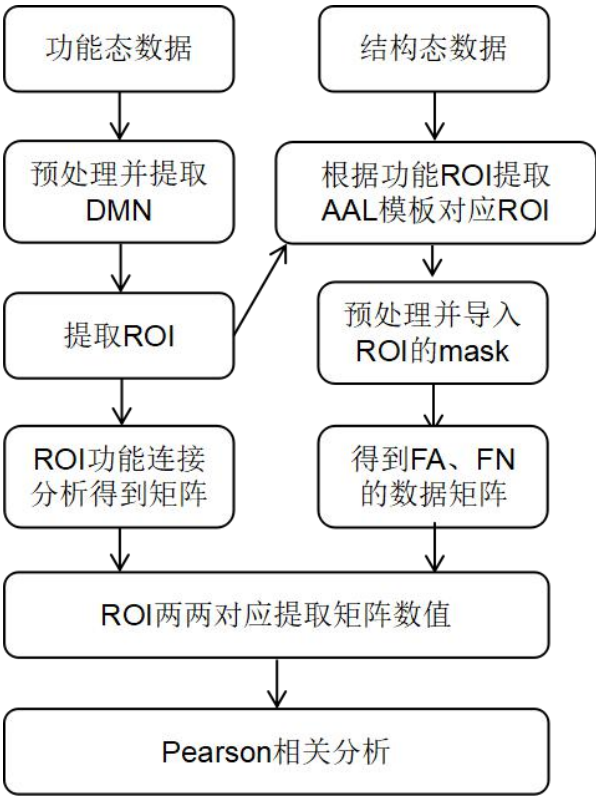 功能态数据
结构态数据
预处理并提取
DMN
根据功能ROI提取
AAL模板对应ROI
提取ROI
预处理并导入
ROI的mask
ROI功能连接
分析得到矩阵
得到FA、FN
的数据矩阵
ROI两两对应提取矩阵数值
Pearson相关分析